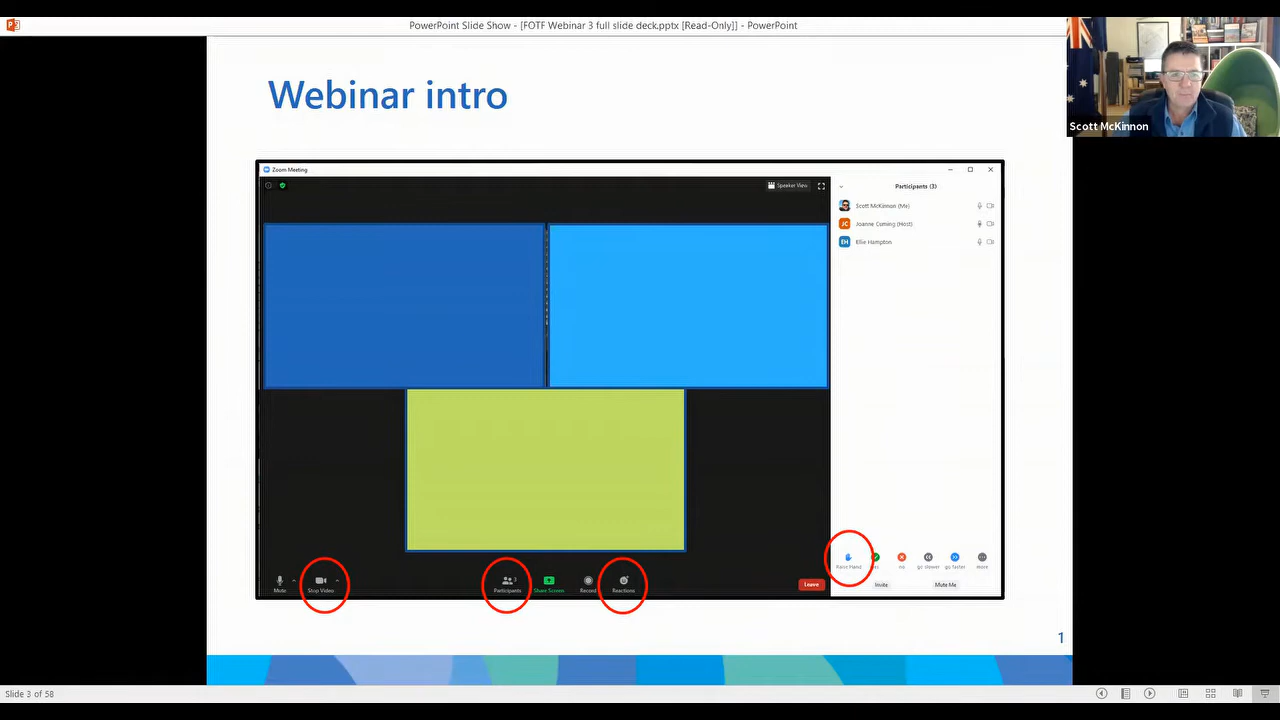 PowerPoint Slide Show - [FOTF Webinar 3 full slide deck.pptx [Read-Only]] - PowerPoint
Scott McKinnon
Webinar intro
Zoom Meeting
Speaker View
Participants (3)
Scott McKinnon (Me)
JC Joanne Cuming (Host)
EH Ellie Hampton
Raise Hand no go slower go faster more
Mute Stop Video Participants Share Screen Record Reactions Leave Invite Mute Me
1
Slide 3 of 58